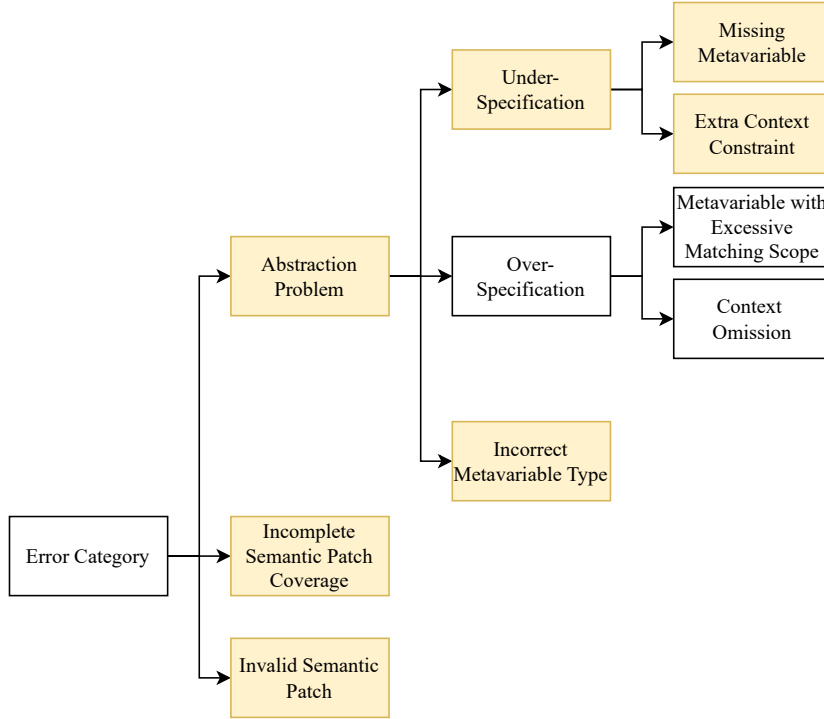 Missing
Metavariable
Under-
Specification
Extra Context
Constraint
Metavariable with
Excessive
Matching Scope
Abstraction
Problem
Over-
Specification
Context
Omission
Incorrect
Metavariable Type
Error Category
Incomplete
Semantic Patch
Coverage
Invalid Semantic
Patch